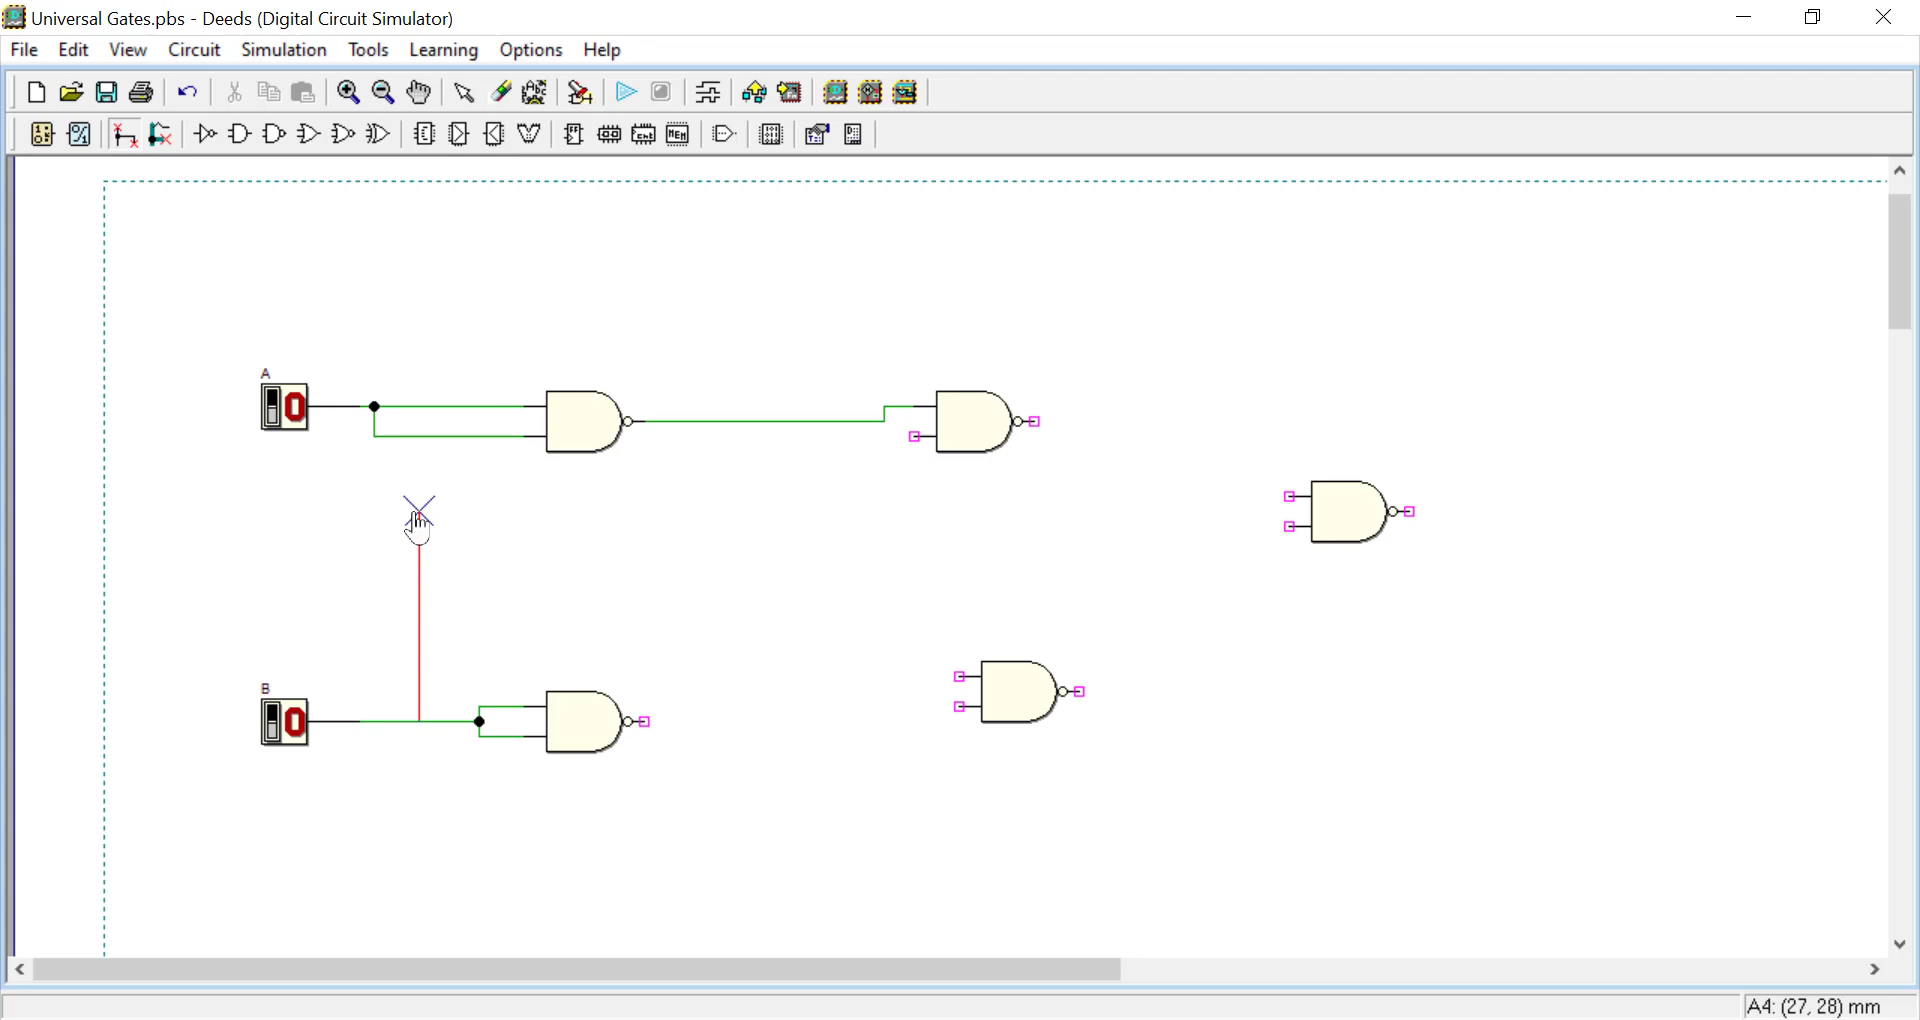 Universal Gates.pbs - Deeds (Digital Circuit Simulator)
File Edit View Circuit Simulation Tools Learning Options Help
A
0
B
0
A4: (27, 28) mm